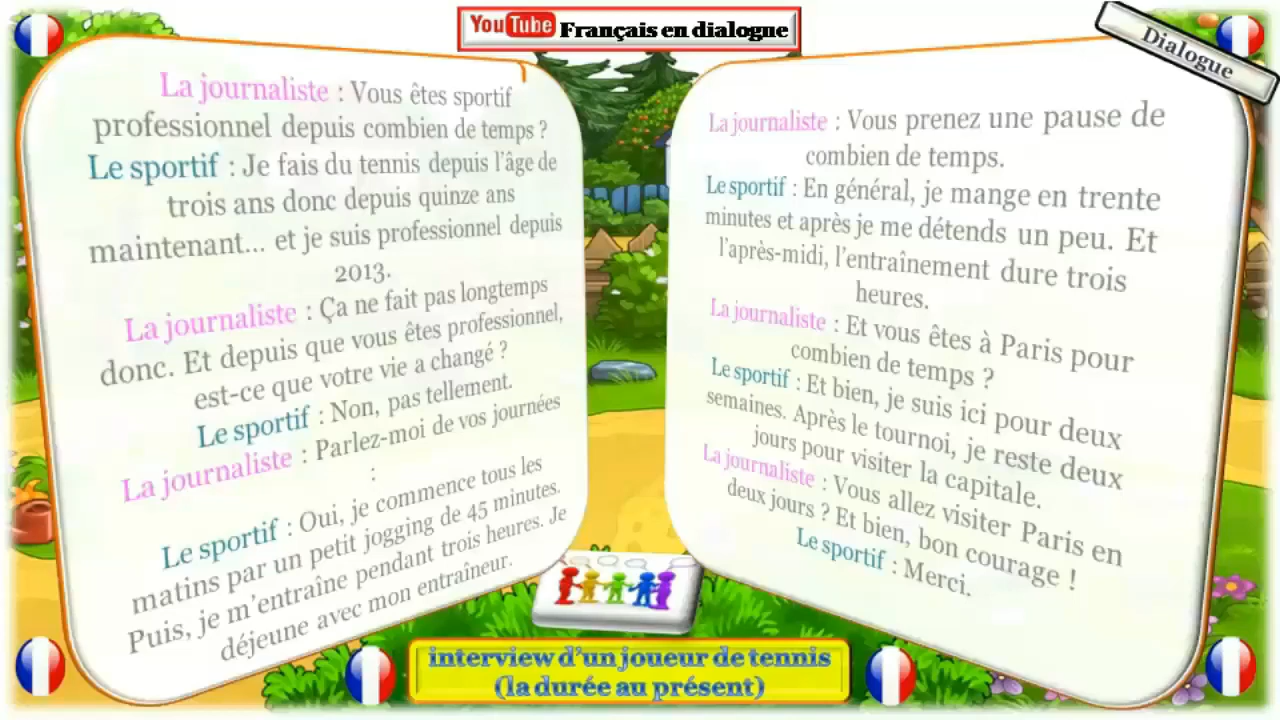 YouTube Français en dialogue
Dialogue
La journaliste : Vous êtes sportif
professionnel depuis combien de temps ?
Le sportif : Je fais du tennis depuis l'âge de
trois ans donc depuis quinze ans
maintenant... et je suis professionnel depuis
2013.
La journaliste : Ça ne fait pas longtemps
donc. Et depuis que vous êtes professionnel,
est-ce que votre vie a changé ?
Le sportif : Non, pas tellement.
La journaliste : Parlez-moi de vos journées
:
Le sportif : Oui, je commence tous les
matins par un petit jogging de 45 minutes.
Puis, je m'entraîne pendant trois heures. Je
déjeune avec mon entraîneur.
La journaliste : Vous prenez une pause de
combien de temps.
Le sportif : En général, je mange en trente
minutes et après je me détends un peu. Et
l'après-midi, l'entraînement dure trois
heures.
La journaliste : Et vous êtes à Paris pour
combien de temps ?
Le sportif : Et bien, je suis ici pour deux
semaines. Après le tournoi, je reste deux
jours pour visiter la capitale.
La journaliste : Vous allez visiter Paris en
deux jours ? Et bien, bon courage !
Le sportif : Merci.
interview d'un joueur de tennis
(la durée au présent)